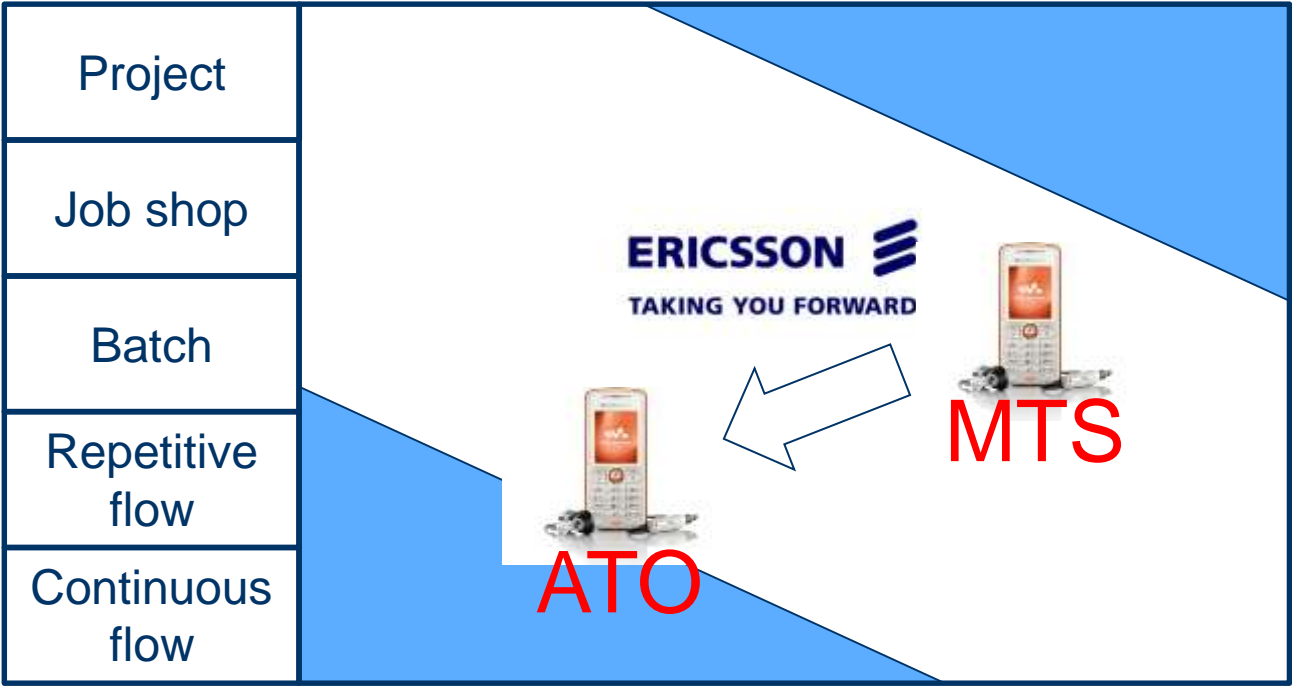 Project
Job shop
Batch
Repetitive
flow
Continuous
flow
ERICSSON
TAKING YOU FORWARD
MTS
ATO